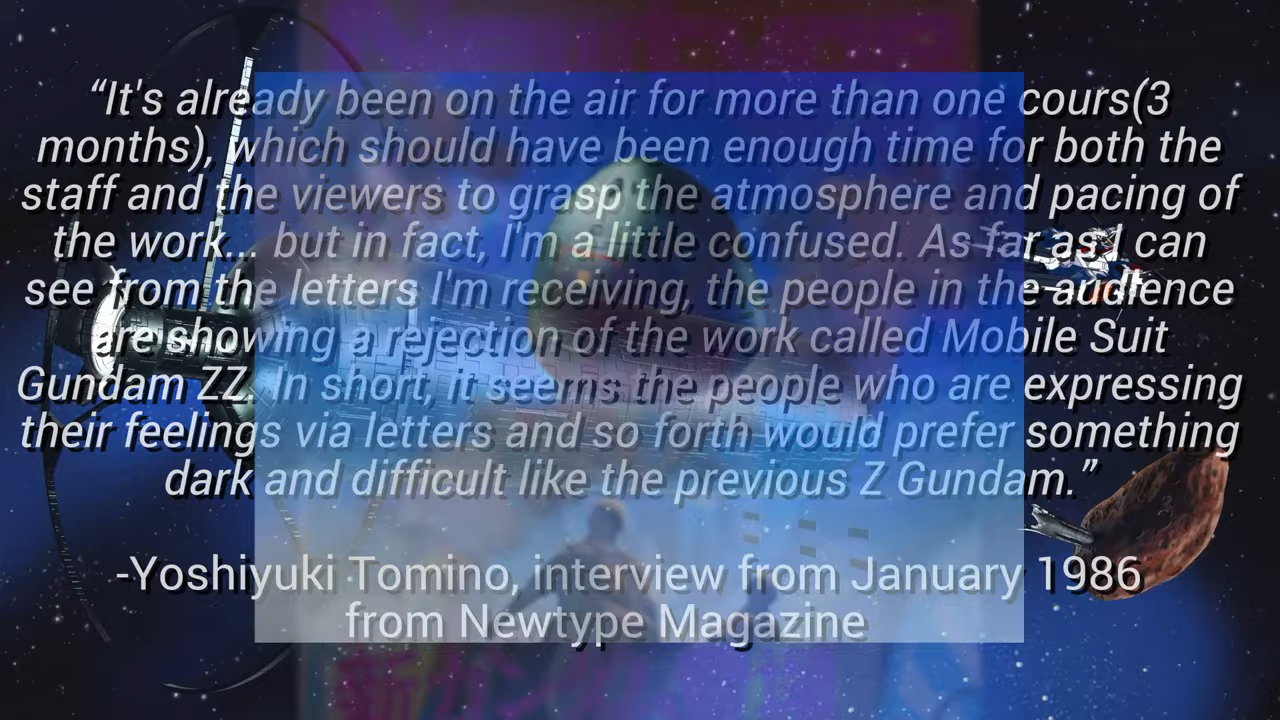 “It's already been on the air for more than one cours(3
months), which should have been enough time for both the
staff and the viewers to grasp the atmosphere and pacing of
the work... but in fact, I'm a little confused. As far as I can
see from the letters I'm receiving, the people in the audience
are showing a rejection of the work called Mobile Suit
Gundam ZZ. In short, it seems the people who are expressing
their feelings via letters and so forth would prefer something
dark and difficult like the previous Z Gundam.”
-Yoshiyuki Tomino, interview from January 1986
from Newtype Magazine